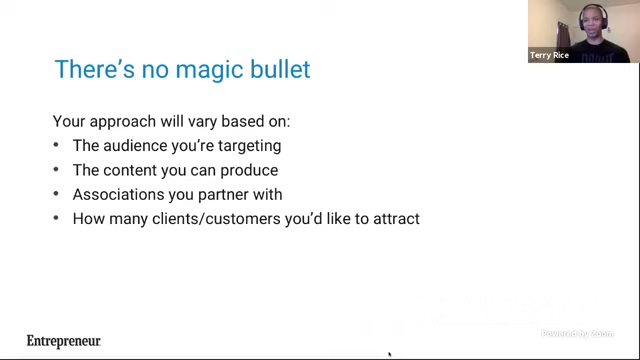 Terry Rice
There's no magic bullet
Your approach will vary based on:
• The audience you're targeting
• The content you can produce
• Associations you partner with
• How many clients/customers you'd like to attract
Powered by Zoom
Entrepreneur